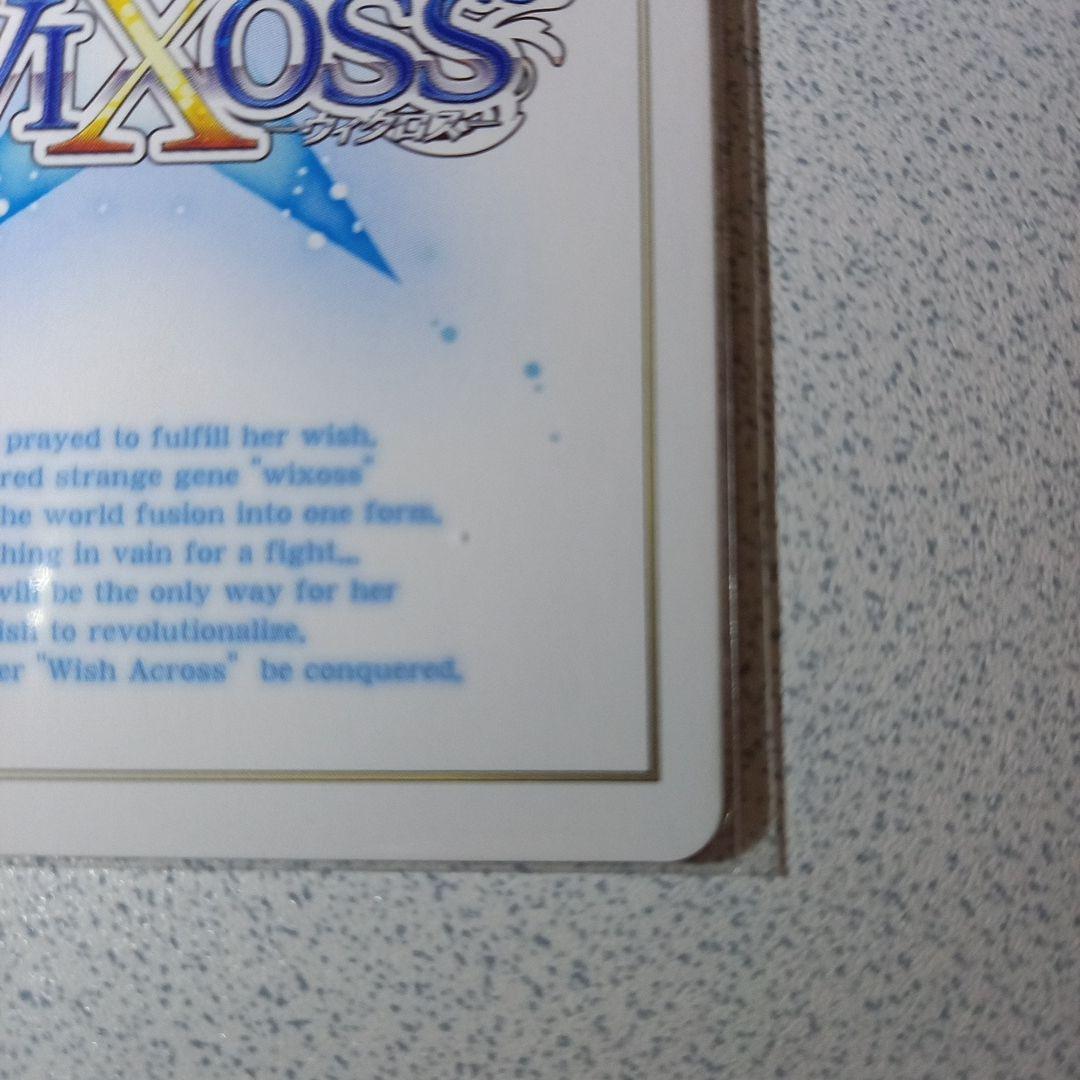 WIXOSS
ーウィクロスー
prayed to fulfill her wish.
red strange gene "wixoss"
he world fusion into one form.
hing in vain for a fight...
will be the only way for her
ish to revolutionalize.
er "Wish Across" be conquered.